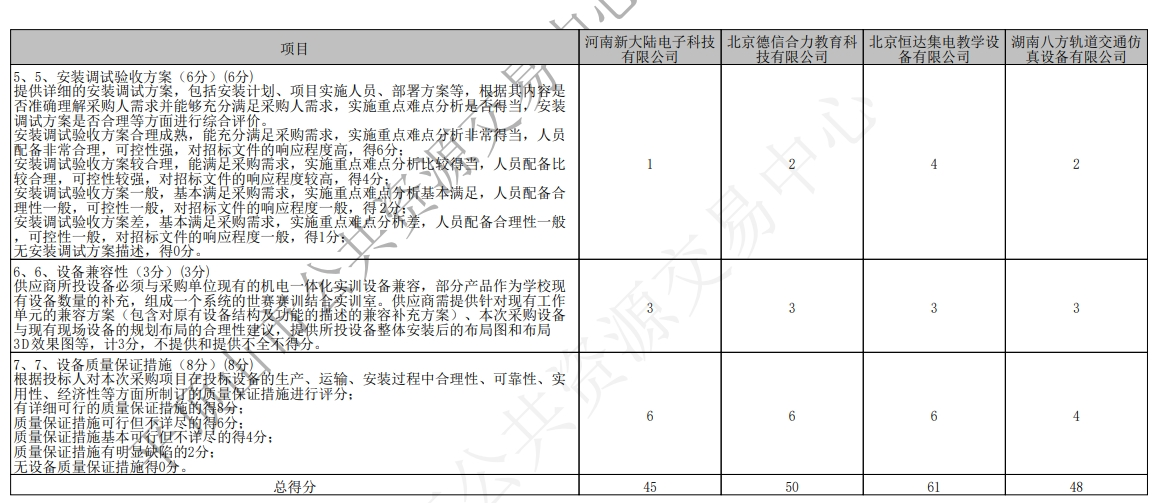 项目
河南新大陆电子科技
有限公司
北京德信合力教育科
技有限公司
北京恒达集电教学设
备有限公司
湖南八方轨道交通仿
真设备有限公司
5、5、安装调试验收方案（6分）(6分)
提供详细的安装调试方案，包括安装计划、项目实施人员、部署方案等，根据其内容是
否准确理解采购人需求并能够充分满足采购人需求，实施重点难点分析是否得当，安装
调试方案是否合理等方面进行综合评价。
安装调试验收方案合理成熟，能充分满足采购需求，实施重点难点分析非常得当，人员
配备非常合理，可控性强，对招标文件的响应程度高，得6分；
安装调试验收方案较合理，能满足采购需求，实施重点难点分析比较得当，人员配备比
较合理，可控性较强，对招标文件的响应程度较高，得4分；
安装调试验收方案一般，基本满足采购需求，实施重点难点分析基本满足，人员配备合
理性一般，可控性一般，对招标文件的响应程度一般，得2分；
安装调试验收方案差，基本满足采购需求，实施重点难点分析差，人员配备合理性一般
，可控性一般，对招标文件的响应程度一般，得1分；
无安装调试方案描述，得0分。
1
2
4
2
6、6、设备兼容性（3分）(3分)
供应商所投设备必须与采购单位现有的机电一体化实训设备兼容，部分产品作为学校现
有设备数量的补充，组成一个系统的世赛赛训结合实训室。供应商需提供针对现有工作
单元的兼容方案（包含对原有设备结构及功能的描述的兼容补充方案）、本次采购设备
与现有现场设备的规划布局的合理性建议，提供所投设备整体安装后的布局图和布局
3D效果图等，计3分，不提供和提供不全不得分。
3
3
3
3
7、7、设备质量保证措施（8分）(8分)
根据投标人对本次采购项目在投标设备的生产、运输、安装过程中合理性、可靠性、实
用性、经济性等方面所制订的质量保证措施进行评分；
有详细可行的质量保证措施的得8分；
质量保证措施可行但不详尽的得6分；
质量保证措施基本可行但不详尽的得4分；
质量保证措施有明显缺陷的2分；
无设备质量保证措施得0分。
6
6
6
4
总得分
45
50
61
48
公共资源交易中心
公共资源交易中心